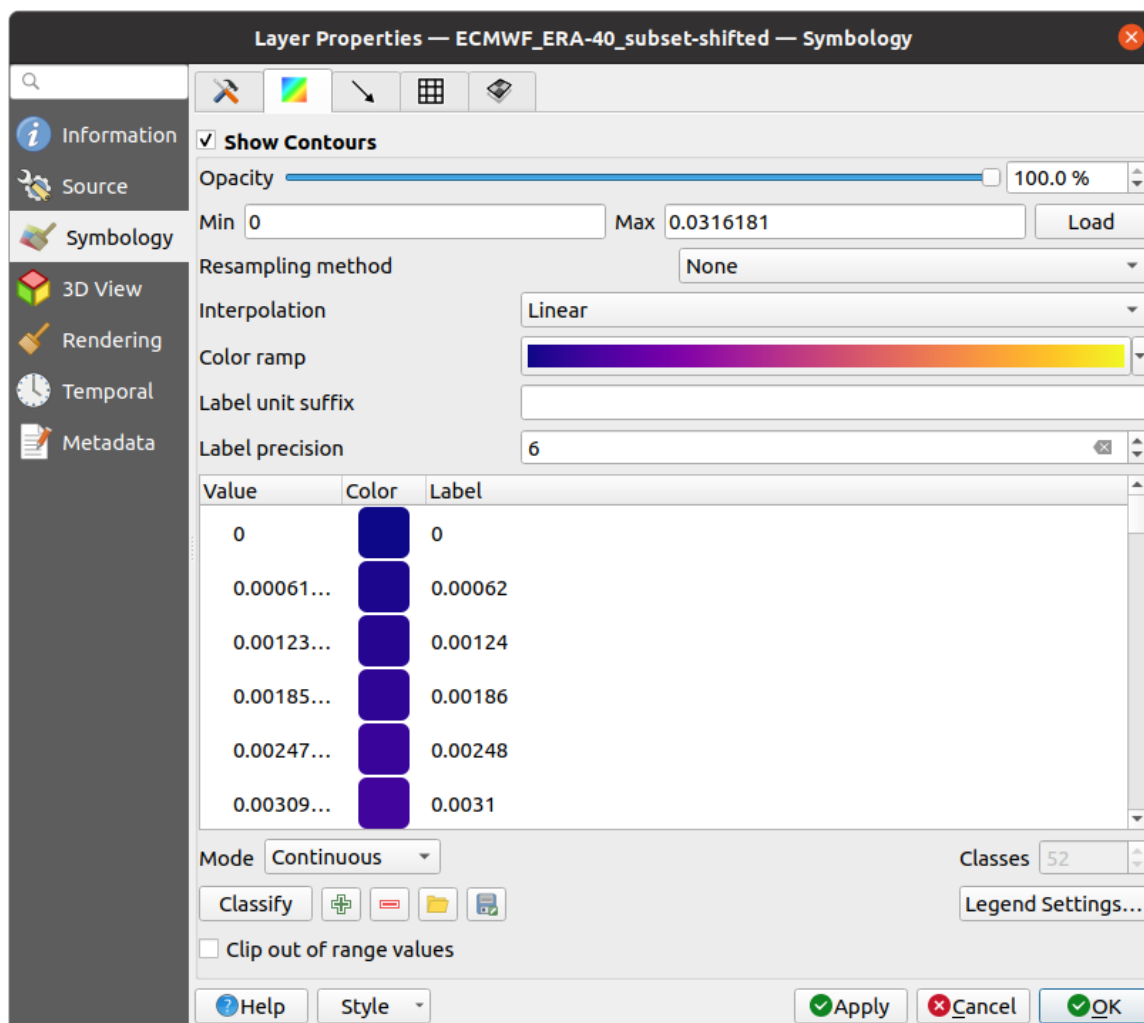 Layer Properties — ECMWF_ERA-40_subset-shifted — Symbology
Information
Source
Symbology
3D View
Rendering
Temporal
Metadata
Show Contours
Opacity 100.0 %
Min 0 Max 0.0316181 Load
Resampling method None
Interpolation Linear
Color ramp
Label unit suffix
Label precision 6
Value Color Label
0 0
0.00061… 0.00062
0.00123… 0.00124
0.00185… 0.00186
0.00247… 0.00248
0.00309… 0.0031
Mode Continuous Classes 52
Classify Legend Settings…
Clip out of range values
Help Style Apply Cancel OK